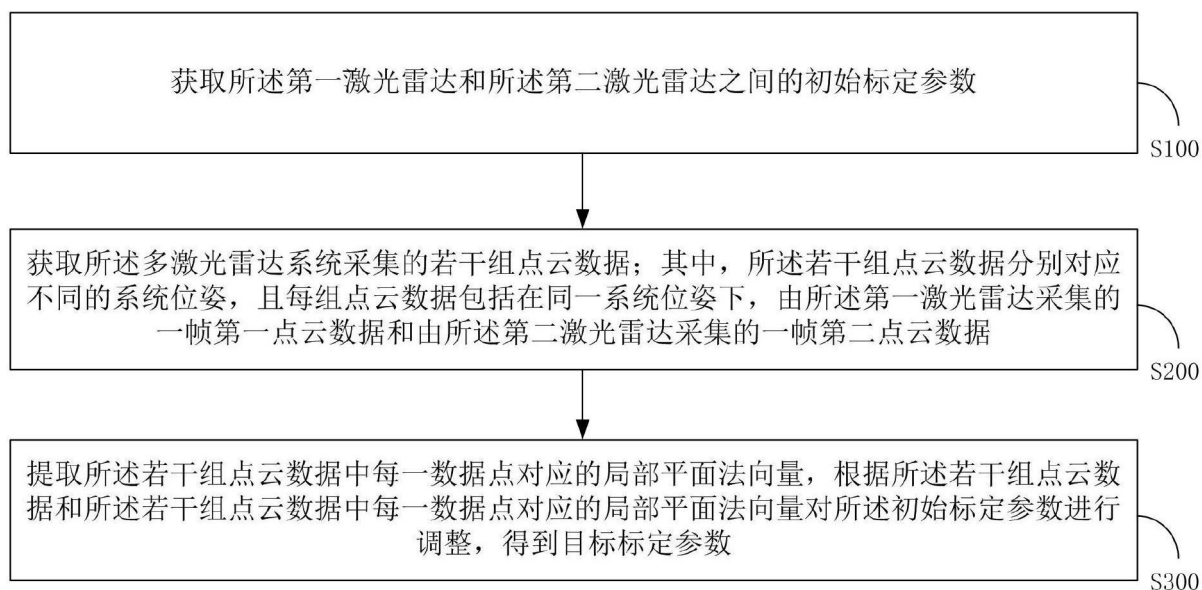 获取所述第一激光雷达和所述第二激光雷达之间的初始标定参数
S100
获取所述多激光雷达系统采集的若干组点云数据；其中，所述若干组点云数据分别对应
不同的系统位姿，且每组点云数据包括在同一系统位姿下，由所述第一激光雷达采集的
一帧第一点云数据和由所述第二激光雷达采集的一帧第二点云数据
S200
提取所述若干组点云数据中每一数据点对应的局部平面法向量，根据所述若干组点云数
据和所述若干组点云数据中每一数据点对应的局部平面法向量对所述初始标定参数进行
调整，得到目标标定参数
S300